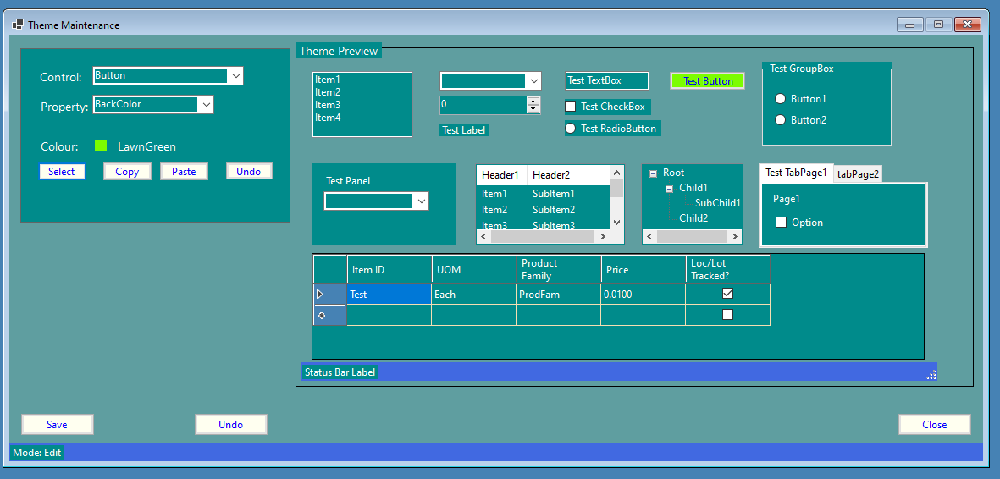 Theme Maintenance
Control:
Button
Property:
BackColor
Colour:
LawnGreen
Select
Copy
Paste
Undo
Theme Preview
Item1
Item2
Item3
Item4
0
Test Label
Test TextBox
Test CheckBox
Test RadioButton
Test Button
Test GroupBox
Button1
Button2
Test Panel
Header1 Header2
Item1 SubItem1
Item2 SubItem2
Item3 SubItem3
Root
Child1
SubChild1
Child2
Test TabPage1 tabPage2
Page1
Option
Item ID UOM Product Family Price Loc/Lot Tracked?
Test Each ProdFam 0.0100
Status Bar Label
Save
Undo
Close
Mode: Edit